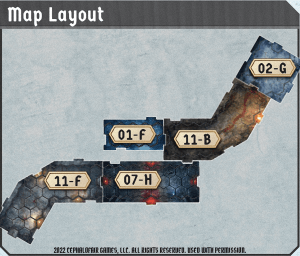 Map Layout
02-G
01-F
11-B
11-F
07-H
2022 CEPHALOFAIR GAMES, LLC. ALL RIGHTS RESERVED. USED WITH PERMISSION.